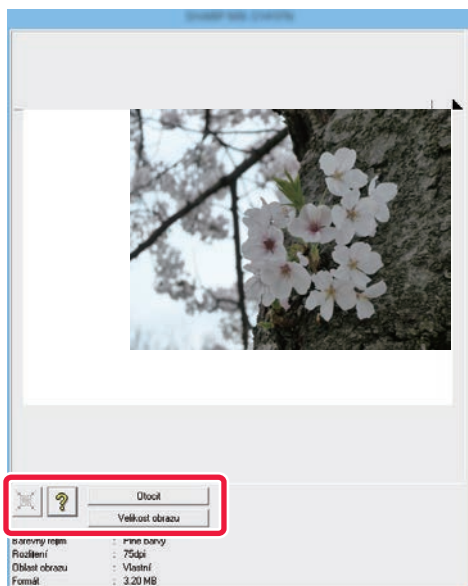 ?
Otočit
Velikost obrazu
Barevný režim : Plné barvy
Rozlišení : 75dpi
Oblast obrazu : Vlastní
Formát : 3.20 MB